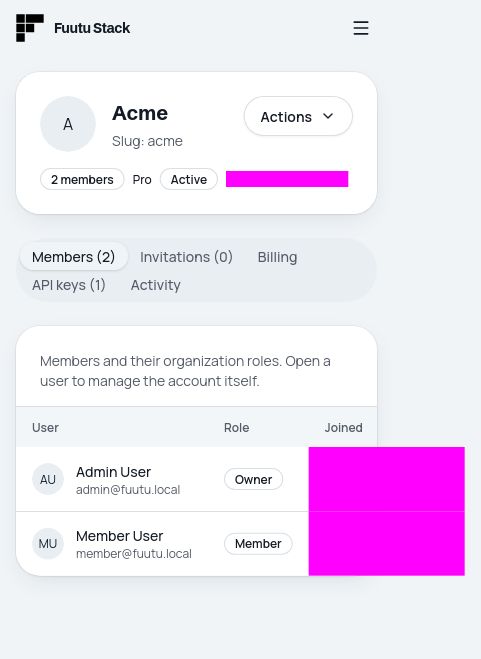 Fuutu Stack
A
Acme
Slug: acme
Actions
2 members Pro Active
Members (2) Invitations (0) Billing
API keys (1) Activity
Members and their organization roles. Open a
user to manage the account itself.
User Role Joined
AU Admin User
admin@fuutu.local
Owner
MU Member User
member@fuutu.local
Member